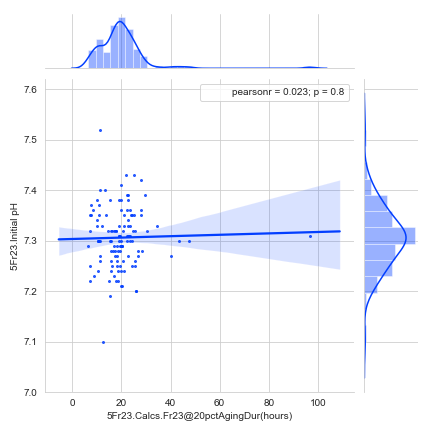 pearsonr = 0.023; p = 0.8
7.6
7.5
7.4
7.3
7.2
7.1
7.0
5Fr23.Initial pH
0 20 40 60 80 100
5Fr23.Calcs.Fr23@20pctAgingDur(hours)